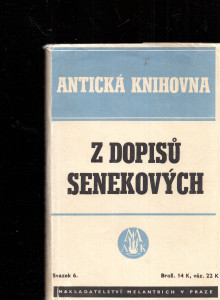 ANTICKÁ KNIHOVNA
Z DOPISŮ
SENEKOVÝCH
A K
Svazek 6.
Brož. 14 K, váz. 22 K
NAKLADATELSTVÍ MELANTRICH V PRAZE